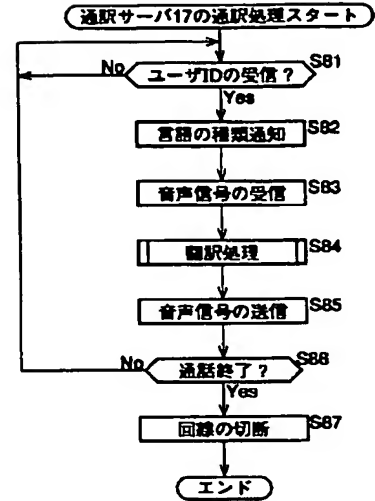 通訳サーバ17の通訳処理スタート
S81
No
ユーザIDの受信?
Yes
S82
言語の種類通知
S83
音声信号の受信
S84
翻訳処理
S85
音声信号の送信
S86
No
通話終了?
Yes
S87
回線の切断
エンド